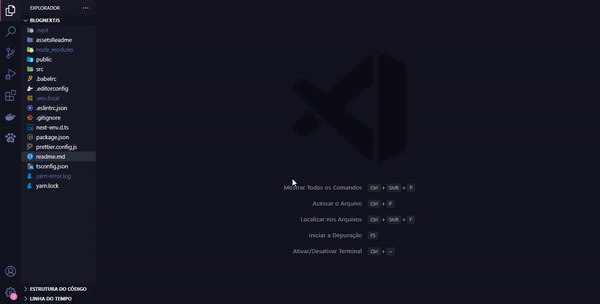 EXPLORADOR ...
BLOGNEXTJS
.next
assetsReadme
node_modules
public
src
.babelrc
.editorconfig
.env.local
.eslintrc.json
.gitignore
next-env.d.ts
package.json
prettier.config.js
readme.md
tsconfig.json
yarn-error.log
yarn.lock
Mostrar Todos os Comandos Ctrl + Shift + P
Acessar o Arquivo Ctrl + P
Localizar nos Arquivos Ctrl + Shift + F
Iniciar a Depuração F5
Ativar/Desativar Terminal Ctrl +
ESTRUTURA DO CÓDIGO
LINHA DO TEMPO